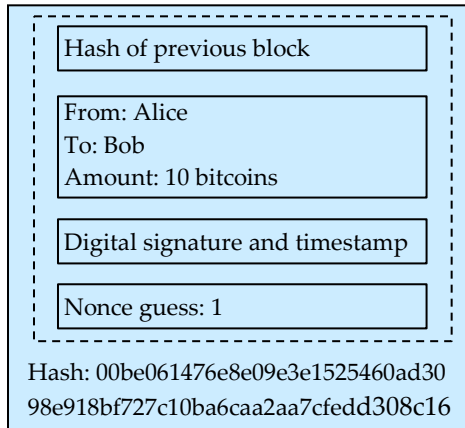 Hash of previous block
From: Alice
To: Bob
Amount: 10 bitcoins
Digital signature and timestamp
Nonce guess: 1
Hash: 00be061476e8e09e3e1525460ad30
98e918bf727c10ba6caa2aa7cfedd308c16